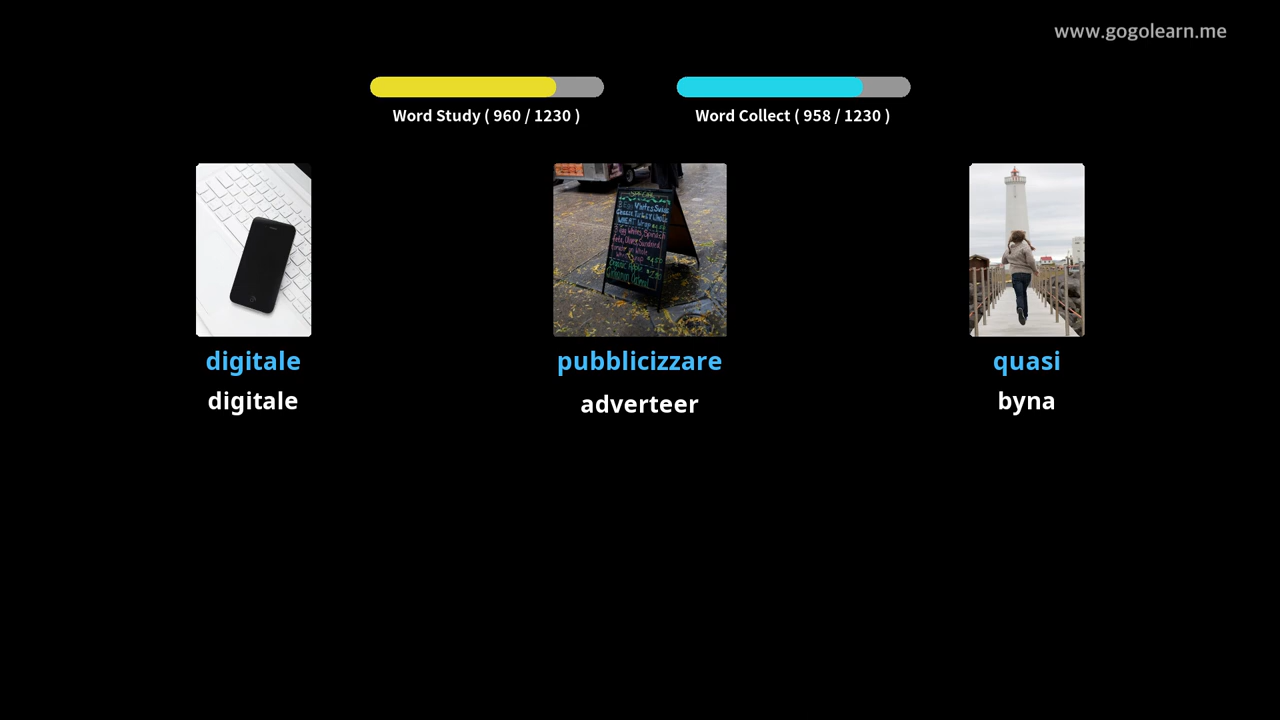 www.gogolearn.me
Word Study ( 960 / 1230 )
Word Collect ( 958 / 1230 )
digitale
pubblicizzare
quasi
digitale
adverteer
byna